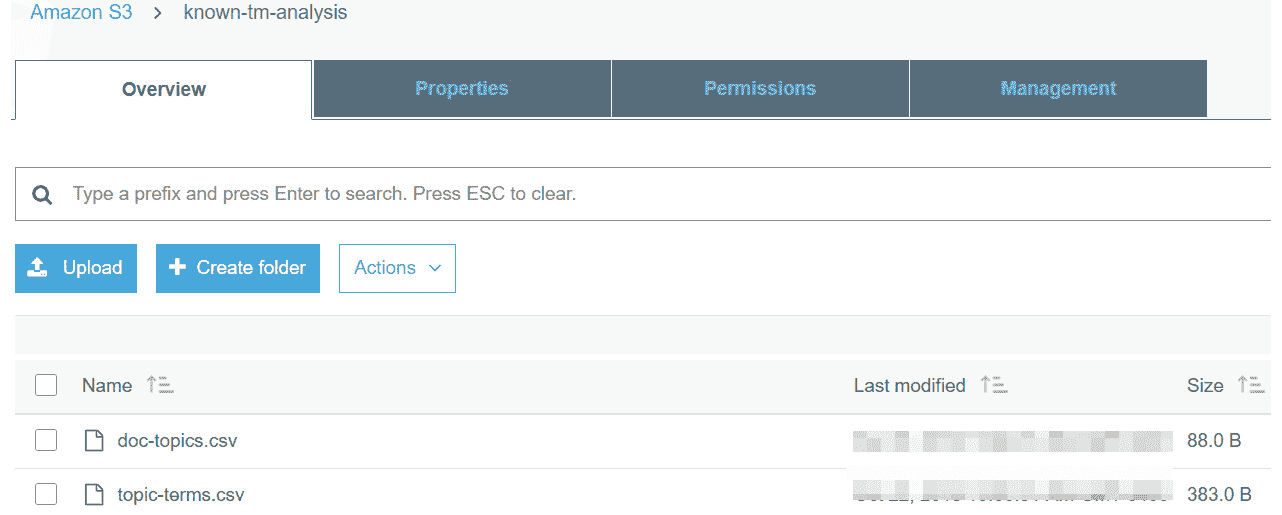 Amazon S3 > known-tm-analysis
Overview Properties Permissions Management
Type a prefix and press Enter to search. Press ESC to clear.
Upload Create folder Actions
Name Last modified Size
doc-topics.csv 88.0 B
topic-terms.csv 383.0 B